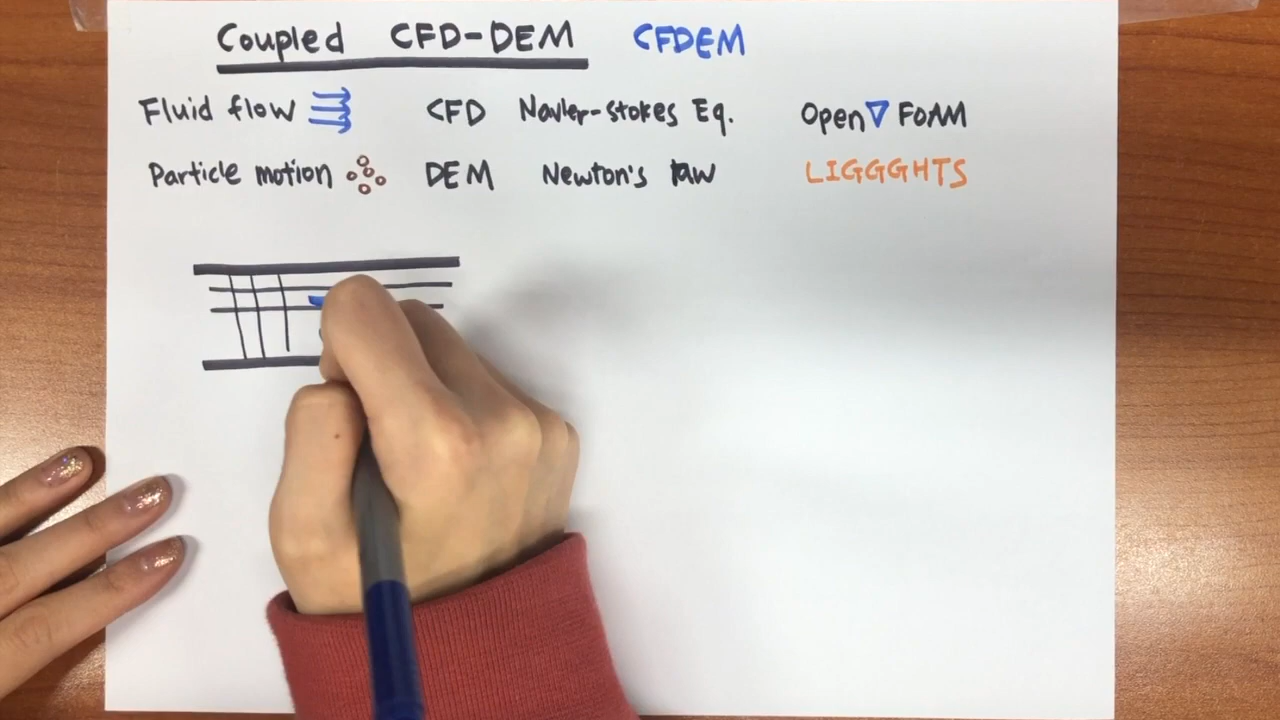 Coupled CFD-DEM CFDEM
Fluid flow CFD Navier-stokes Eq. Open∇FOAM
Particle motion DEM Newton's law LIGGGHTS